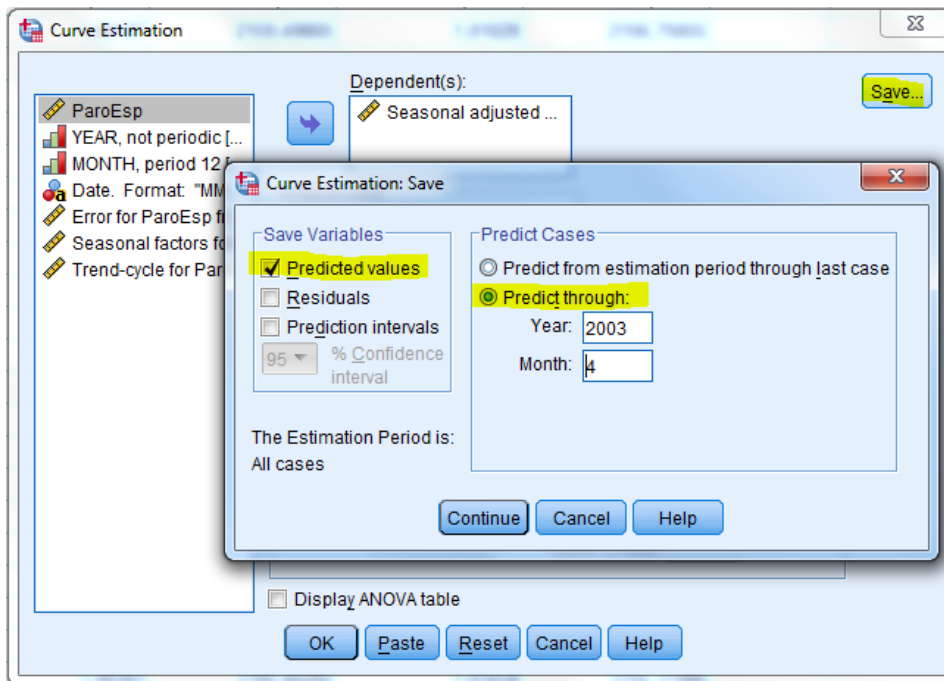 Curve Estimation
Dependent(s):
Save...
ParoEsp
Seasonal adjusted ...
YEAR, not periodic [...
MONTH, period 12 [
Date. Format: "MM
Error for ParoEsp f
Seasonal factors fo
Trend-cycle for Par
Curve Estimation: Save
Save Variables
Predicted values
Residuals
Prediction intervals
95
% Confidence
interval
Predict Cases
Predict from estimation period through last case
Predict through:
Year: 2003
Month: 4
The Estimation Period is:
All cases
Continue
Cancel
Help
Display ANOVA table
OK
Paste
Reset
Cancel
Help